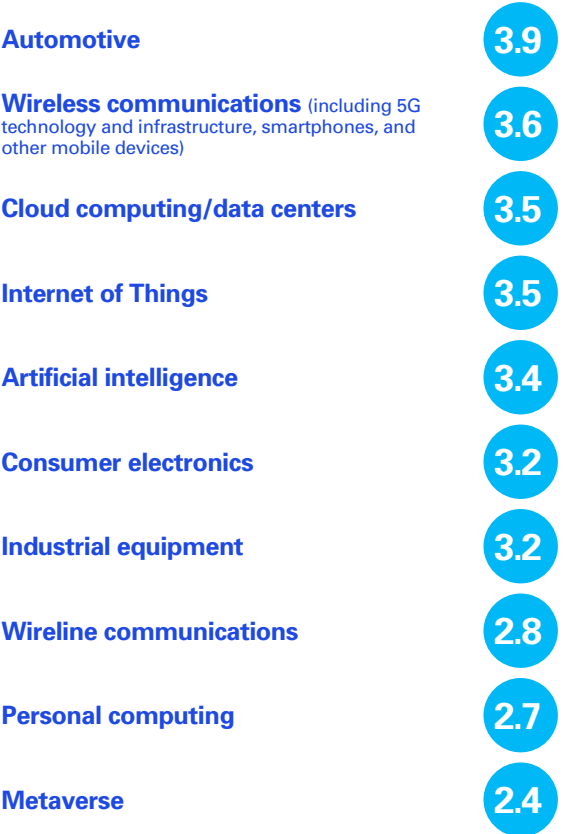 Automotive 3.9
Wireless communications (including 5G
technology and infrastructure, smartphones, and
other mobile devices) 3.6
Cloud computing/data centers 3.5
Internet of Things 3.5
Artificial intelligence 3.4
Consumer electronics 3.2
Industrial equipment 3.2
Wireline communications 2.8
Personal computing 2.7
Metaverse 2.4